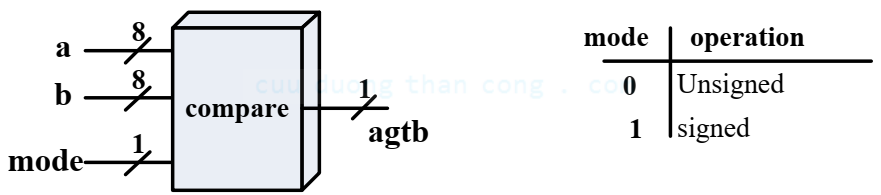 8
a
8
b
1
mode
compare
1
agtb
mode operation
0 Unsigned
1 signed
cuu duong than cong . com